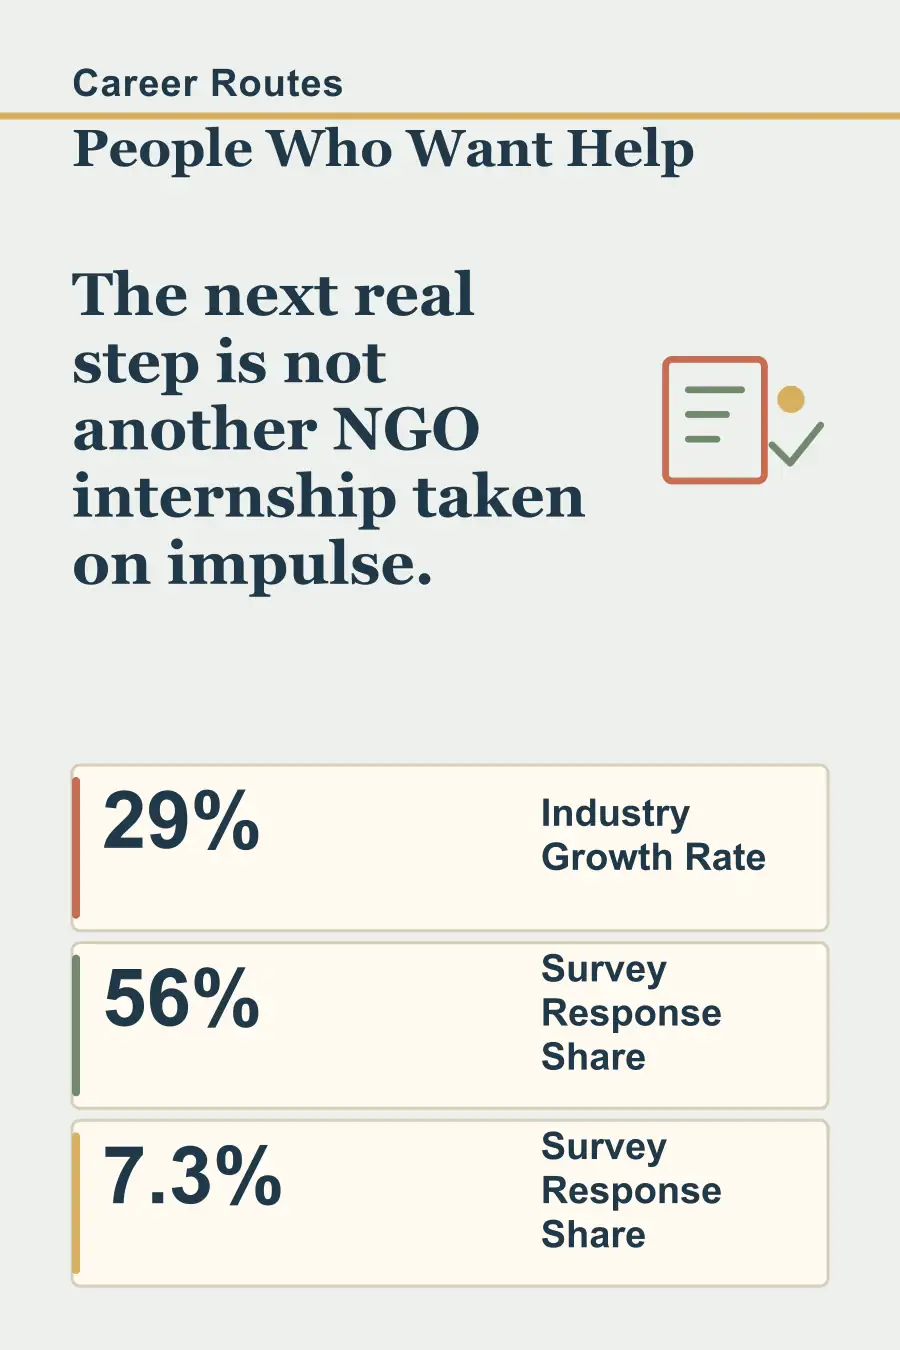 Career Routes
People Who Want Help
The next real
step is not
another NGO
internship taken
on impulse.
29%
Industry
Growth Rate
56%
Survey
Response
Share
7.3%
Survey
Response
Share